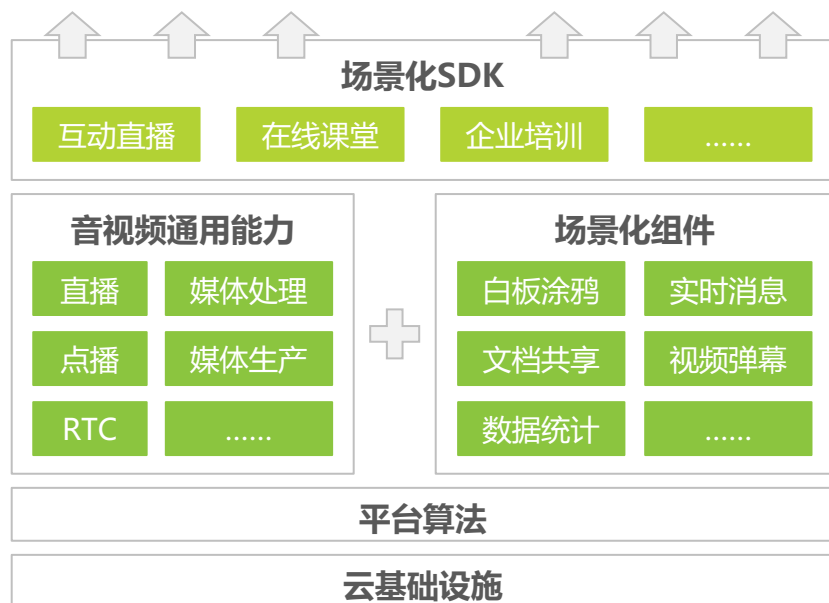 场景化SDK
互动直播 在线课堂 企业培训 ……
音视频通用能力
直播 媒体处理
点播 媒体生产
RTC ……
场景化组件
白板涂鸦 实时消息
文档共享 视频弹幕
数据统计 ……
平台算法
云基础设施